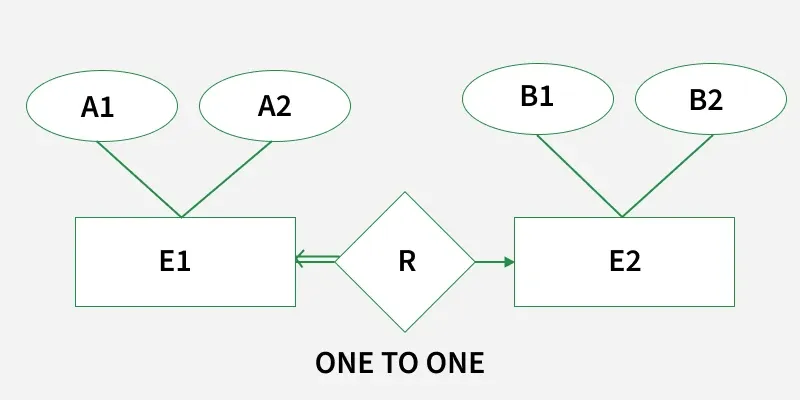 A1
A2
B1
B2
E1
R
E2
ONE TO ONE